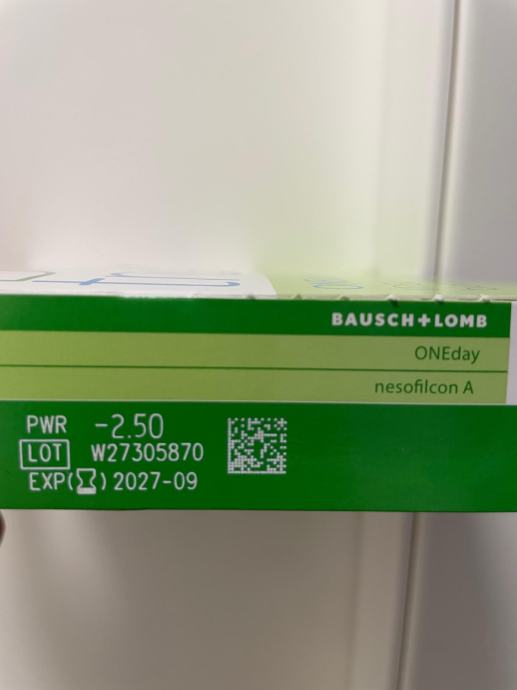 BAUSCH+LOMB
ONEday
nesofilcon A
PWR -2.50
LOT W27305870
EXP(⌛) 2027-09